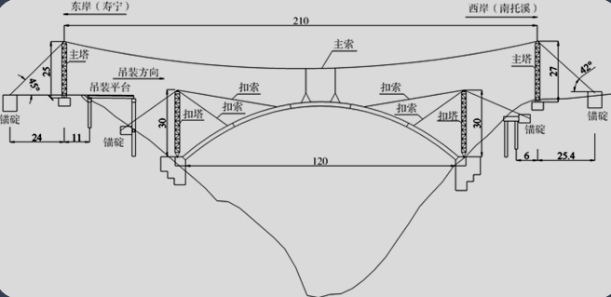 东岸（寿宁）
西岸（南托溪）
210
主索
主塔
主塔
25
45°
27
42°
吊装方向
吊装平台
扣索
扣索
扣索
扣索
锚碇
锚碇
锚碇
锚碇
扣塔
扣塔
30
30
24
11
120
6
25.4